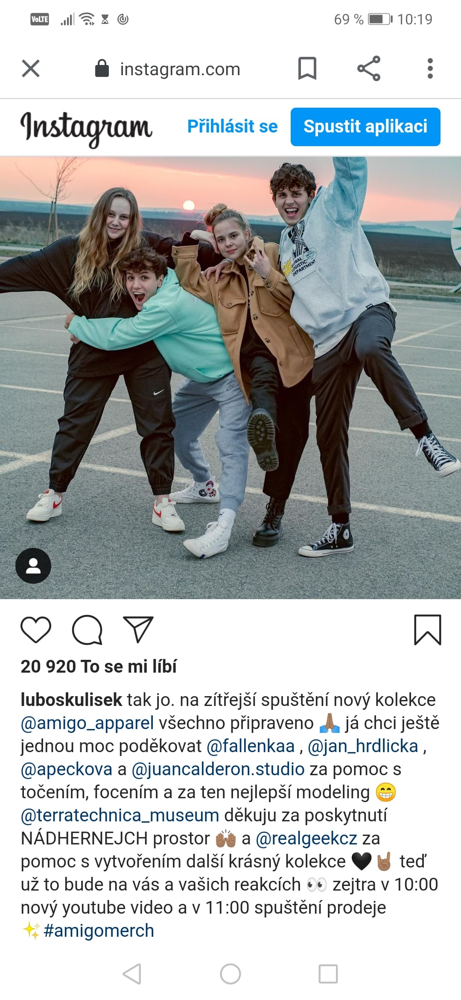 VoLTE 69 % 10:19
instagram.com
Instagram Přihlásit se Spustit aplikaci
GLOBAL
LOGISTIC
DEPARTMENT
20 920 To se mi líbí
luboskulisek tak jo. na zítřejší spuštění nový kolekce
@amigo_apparel všechno připraveno 🙏🏽 já chci ještě
jednou moc poděkovat @fallenkaa , @jan_hrdlicka ,
@apeckova a @juancalderon.studio za pomoc s
točením, focením a za ten nejlepší modeling 😁
@terratechnica_museum děkuju za poskytnutí
NÁDHERNEJCH prostor 🙌🏽 a @realgeekcz za
pomoc s vytvořením další krásný kolekce 🖤🤘🏽 teď
už to bude na vás a vašich reakcích 👀 zejtra v 10:00
nový youtube video a v 11:00 spuštění prodeje
✨ #amigomerch